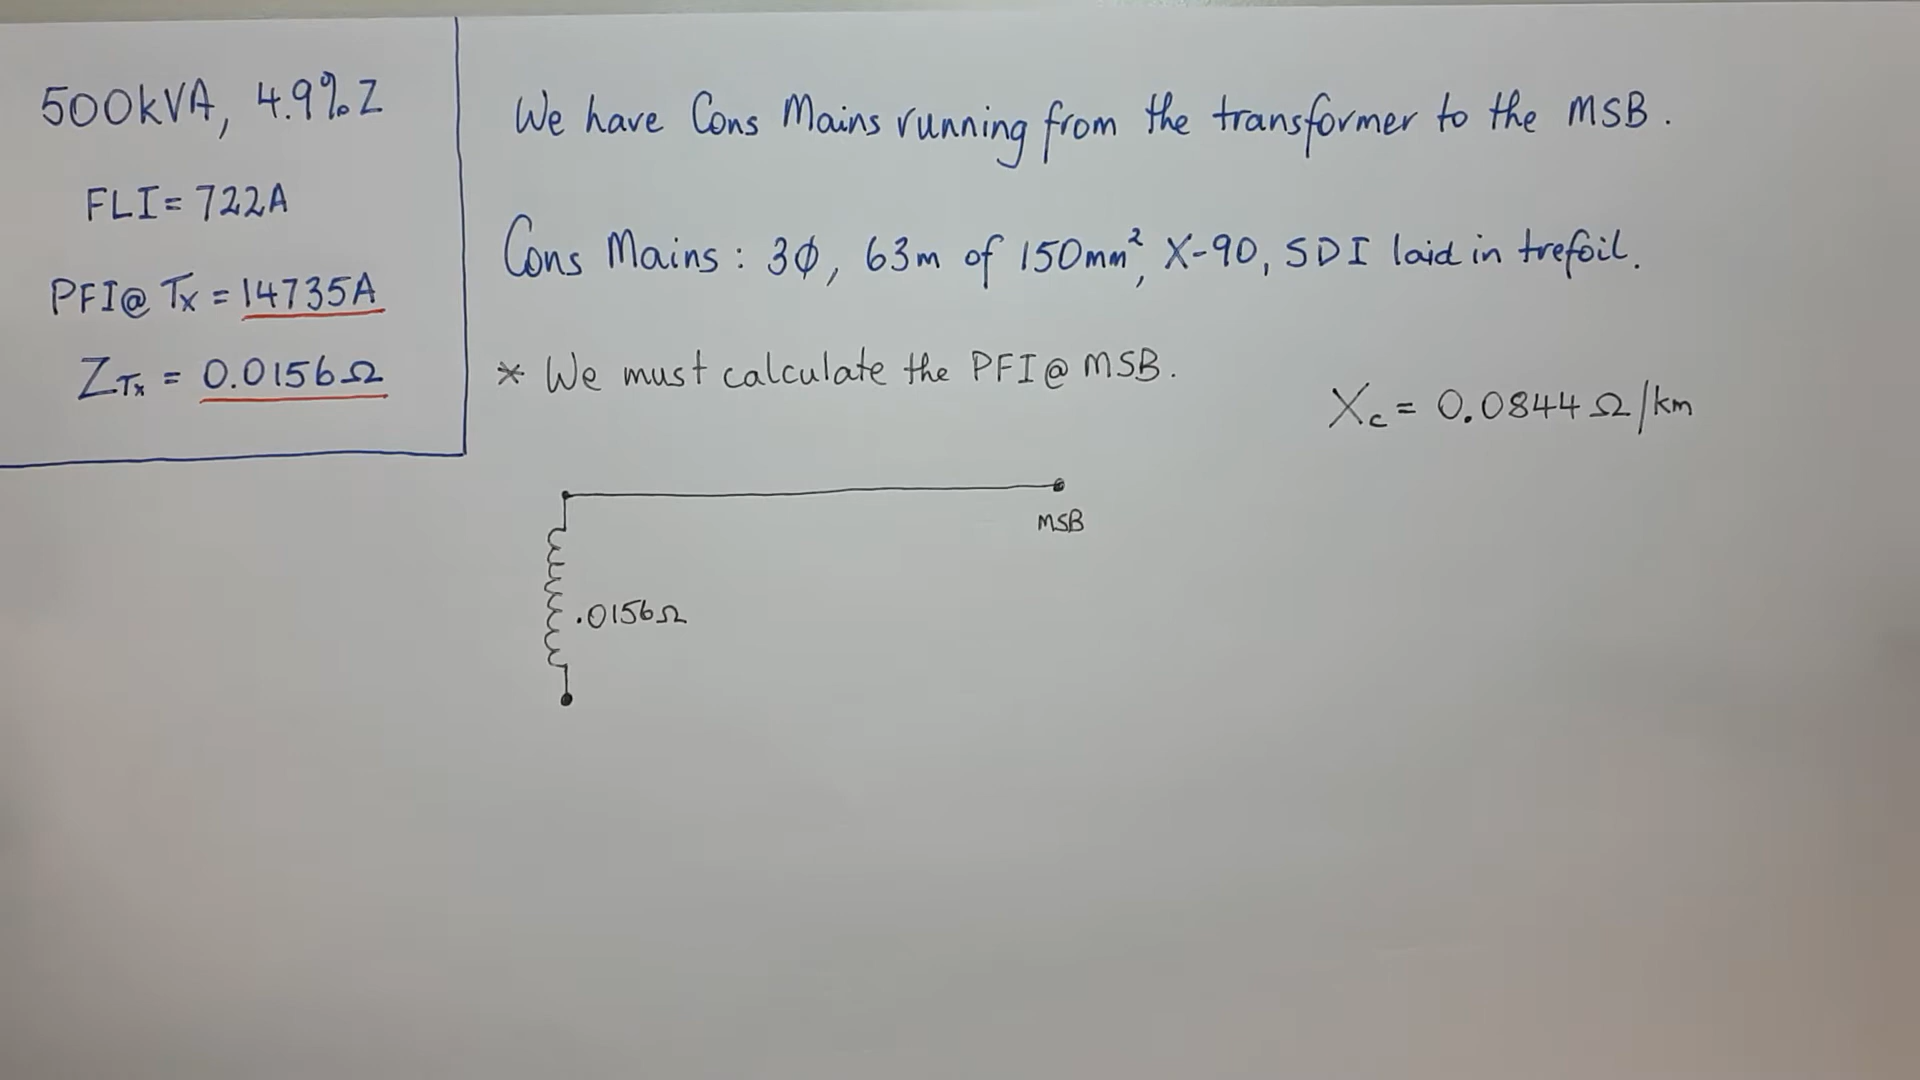 500kVA, 4.9%Z
FLI = 722A
PFI@ Tx = 14735A
ZTx = 0.0156Ω
We have Cons Mains running from the transformer to the MSB.
Cons Mains : 3Ø, 63m of 150mm², X-90, SDI laid in trefoil.
* We must calculate the PFI@ MSB.
Xc = 0.0844 Ω/km
MSB
.0156Ω